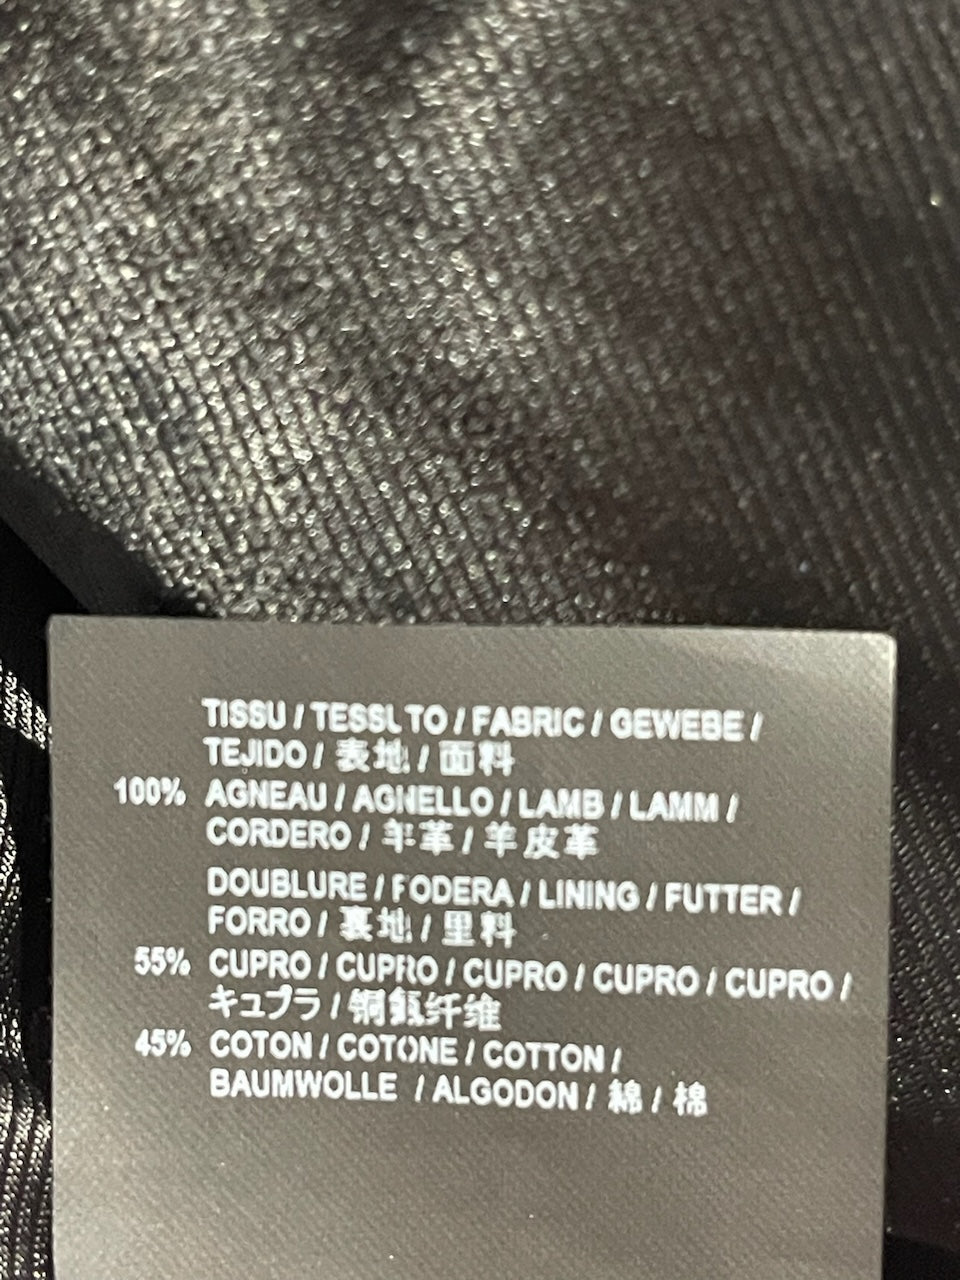 TISSU / TESSUTO / FABRIC / GEWEBE /
TEJIDO / 表地 / 面料
100% AGNEAU / AGNELLO / LAMB / LAMM /
CORDERO / 羊革 / 羊皮革
DOUBLURE / FODERA / LINING / FUTTER /
FORRO / 裏地 / 里料
55% CUPRO / CUPRO / CUPRO / CUPRO / CUPRO /
キュプラ / 铜氨纤维
45% COTON / COTONE / COTTON /
BAUMWOLLE / ALGODON / 綿 / 棉